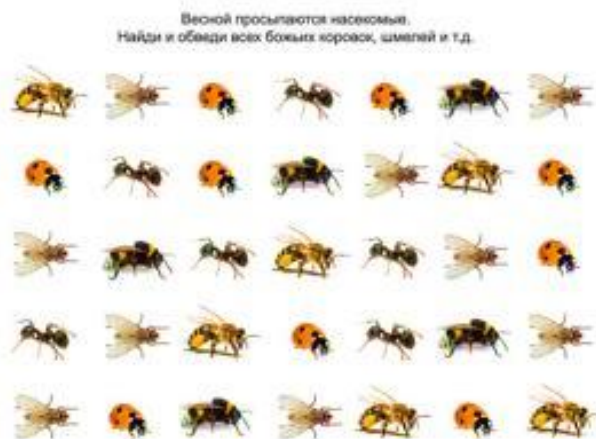 Весной просыпаются насекомые.
Найди и обведи всех божьих коровок, шмелей и т.д.